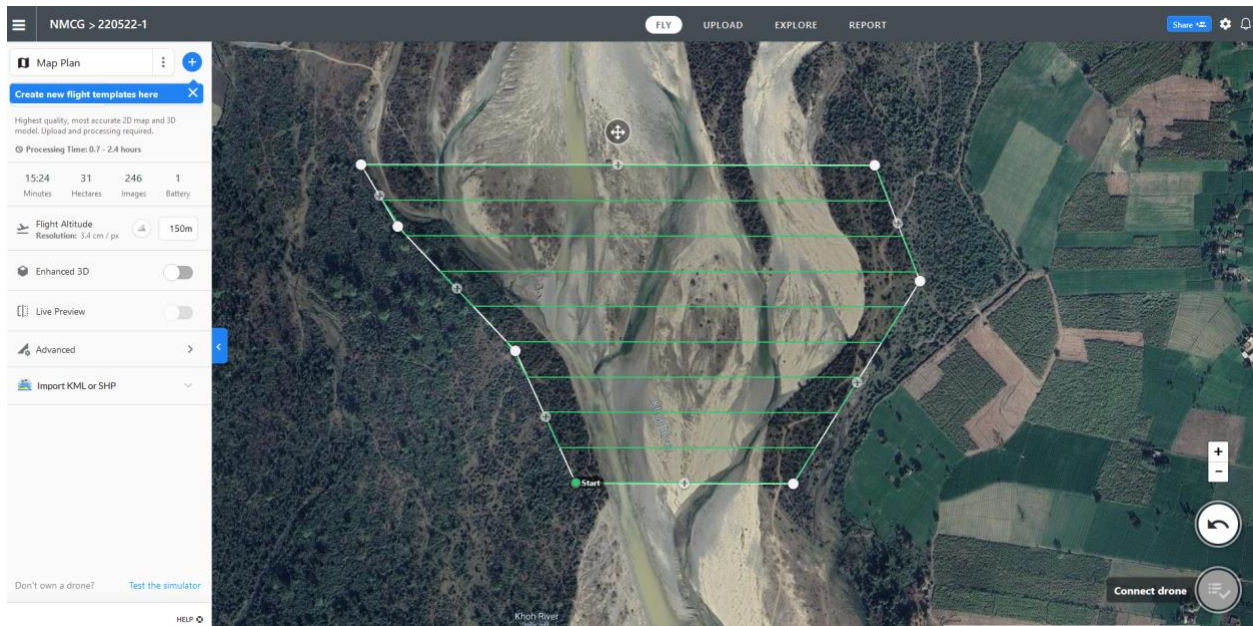 NMCG > 220522-1
FLY
UPLOAD
EXPLORE
REPORT
Share
Map Plan
Create new flight templates here
Highest quality, most accurate 2D map and 3D
model. Upload and processing required.
Processing Time: 0.7 - 2.4 hours
15:24 31 246 1
Minutes Hectares Images Battery
Flight Altitude
Resolution: 3.4 cm / px
150m
Enhanced 3D
Live Preview
Advanced
Import KML or SHP
Start
Connect drone
Don't own a drone? Test the simulator
HELP
Khoh River